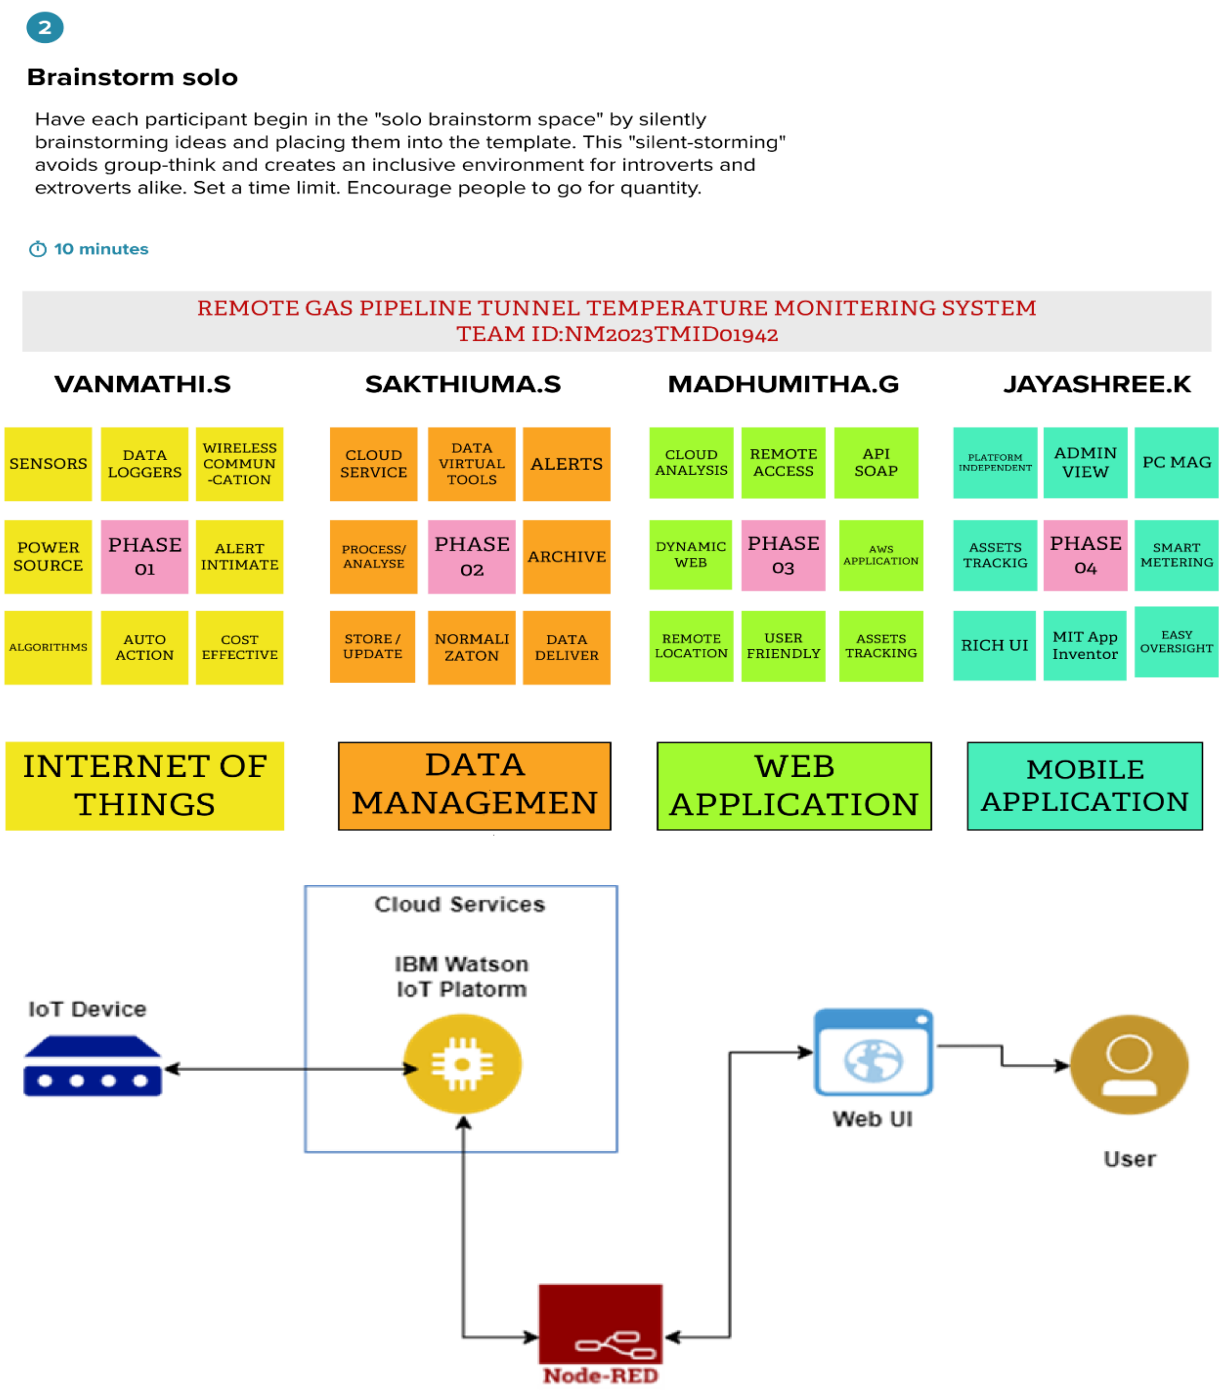 2
Brainstorm solo
Have each participant begin in the "solo brainstorm space" by silently
brainstorming ideas and placing them into the template. This "silent-storming"
avoids group-think and creates an inclusive environment for introverts and
extroverts alike. Set a time limit. Encourage people to go for quantity.
10 minutes
REMOTE GAS PIPELINE TUNNEL TEMPERATURE MONITERING SYSTEM
TEAM ID:NM2023TMID01942
VANMATHI.S
SENSORS
DATA
LOGGERS
WIRELESS
COMMUN
-CATION
POWER
SOURCE
PHASE
01
ALERT
INTIMATE
ALGORITHMS
AUTO
ACTION
COST
EFFECTIVE
INTERNET OF
THINGS
SAKTHIUMA.S
CLOUD
SERVICE
DATA
VIRTUAL
TOOLS
ALERTS
PROCESS/
ANALYSE
PHASE
02
ARCHIVE
STORE /
UPDATE
NORMALI
ZATON
DATA
DELIVER
DATA
MANAGEMEN
MADHUMITHA.G
CLOUD
ANALYSIS
REMOTE
ACCESS
API
SOAP
DYNAMIC
WEB
PHASE
03
AWS
APPLICATION
REMOTE
LOCATION
USER
FRIENDLY
ASSETS
TRACKING
WEB
APPLICATION
JAYASHREE.K
PLATFORM
INDEPENDENT
ADMIN
VIEW
PC MAG
ASSETS
TRACKIG
PHASE
04
SMART
METERING
RICH UI
MIT App
Inventor
EASY
OVERSIGHT
MOBILE
APPLICATION
Cloud Services
IBM Watson
IoT Platorm
IoT Device
Web UI
User
Node-RED